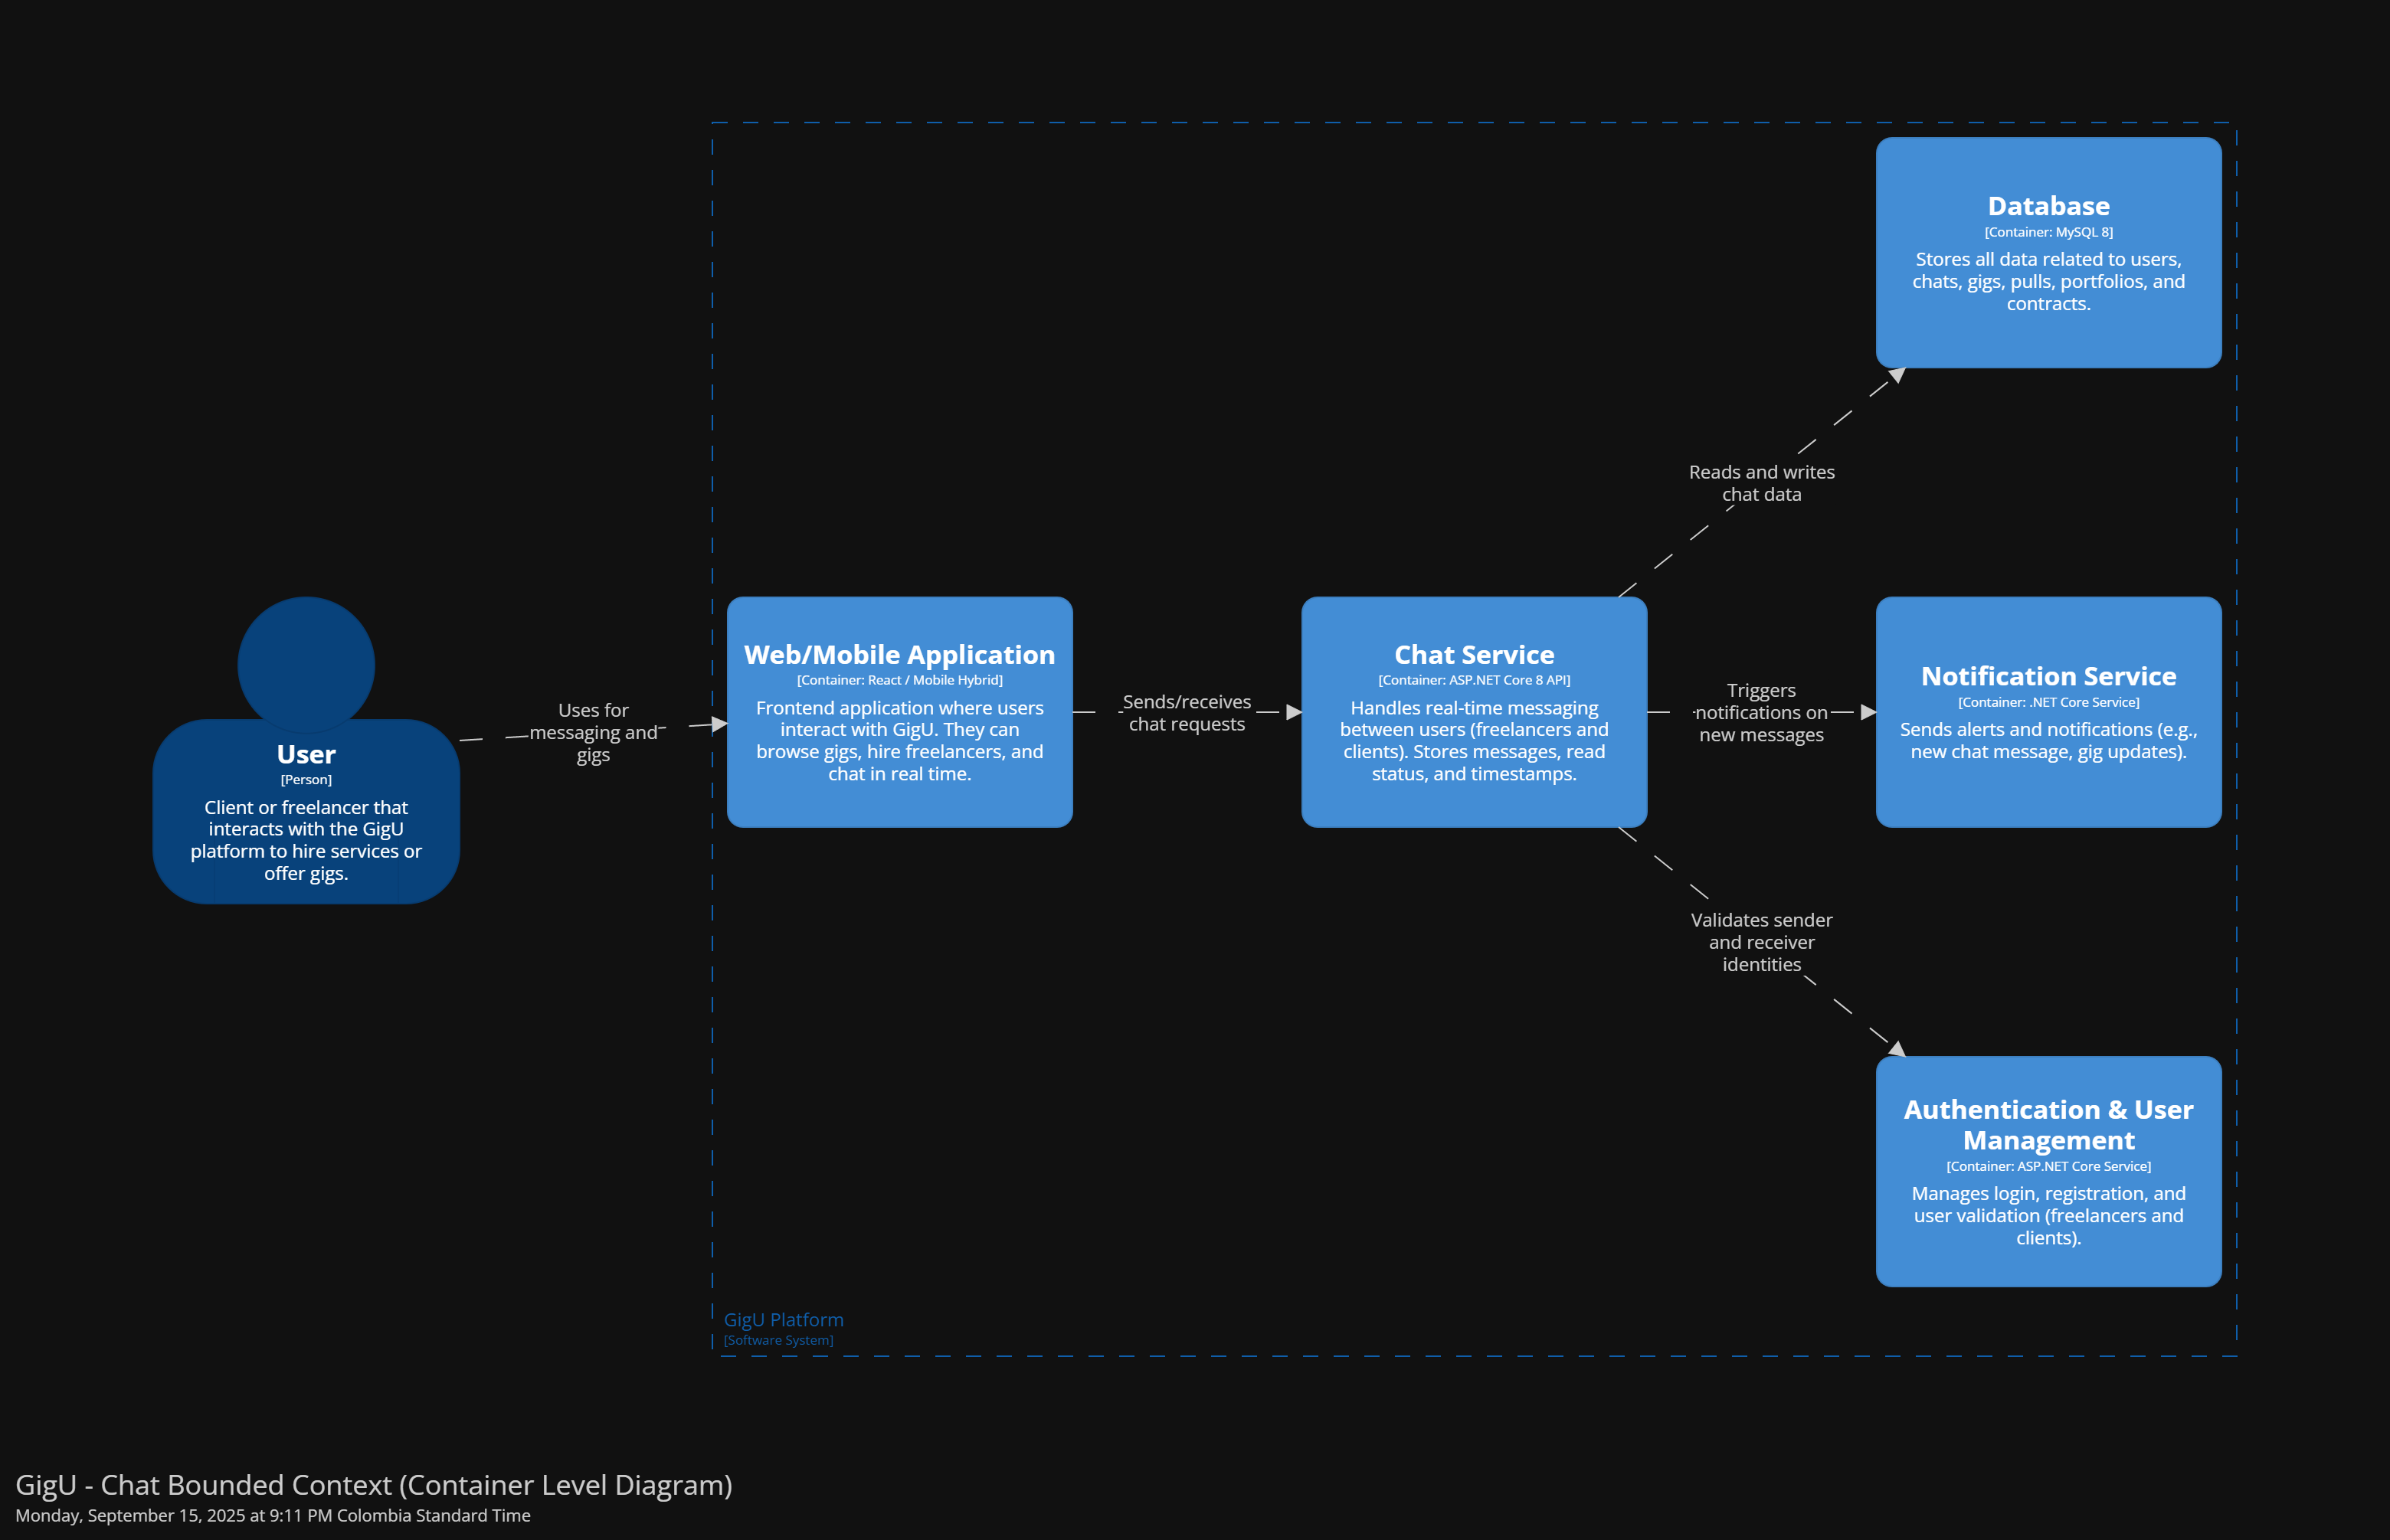 Database
[Container: MySQL 8]
Stores all data related to users,
chats, gigs, pulls, portfolios, and
contracts.
Reads and writes
chat data
User
[Person]
Client or freelancer that
interacts with the GigU
platform to hire services or
offer gigs.
Uses for
messaging and
gigs
Web/Mobile Application
[Container: React / Mobile Hybrid]
Frontend application where users
interact with GigU. They can
browse gigs, hire freelancers, and
chat in real time.
Sends/receives
chat requests
Chat Service
[Container: ASP.NET Core 8 API]
Handles real-time messaging
between users (freelancers and
clients). Stores messages, read
status, and timestamps.
Triggers
notifications on
new messages
Notification Service
[Container: .NET Core Service]
Sends alerts and notifications (e.g.,
new chat message, gig updates).
Validates sender
and receiver
identities
Authentication & User
Management
[Container: ASP.NET Core Service]
Manages login, registration, and
user validation (freelancers and
clients).
GigU Platform
[Software System]
GigU - Chat Bounded Context (Container Level Diagram)
Monday, September 15, 2025 at 9:11 PM Colombia Standard Time